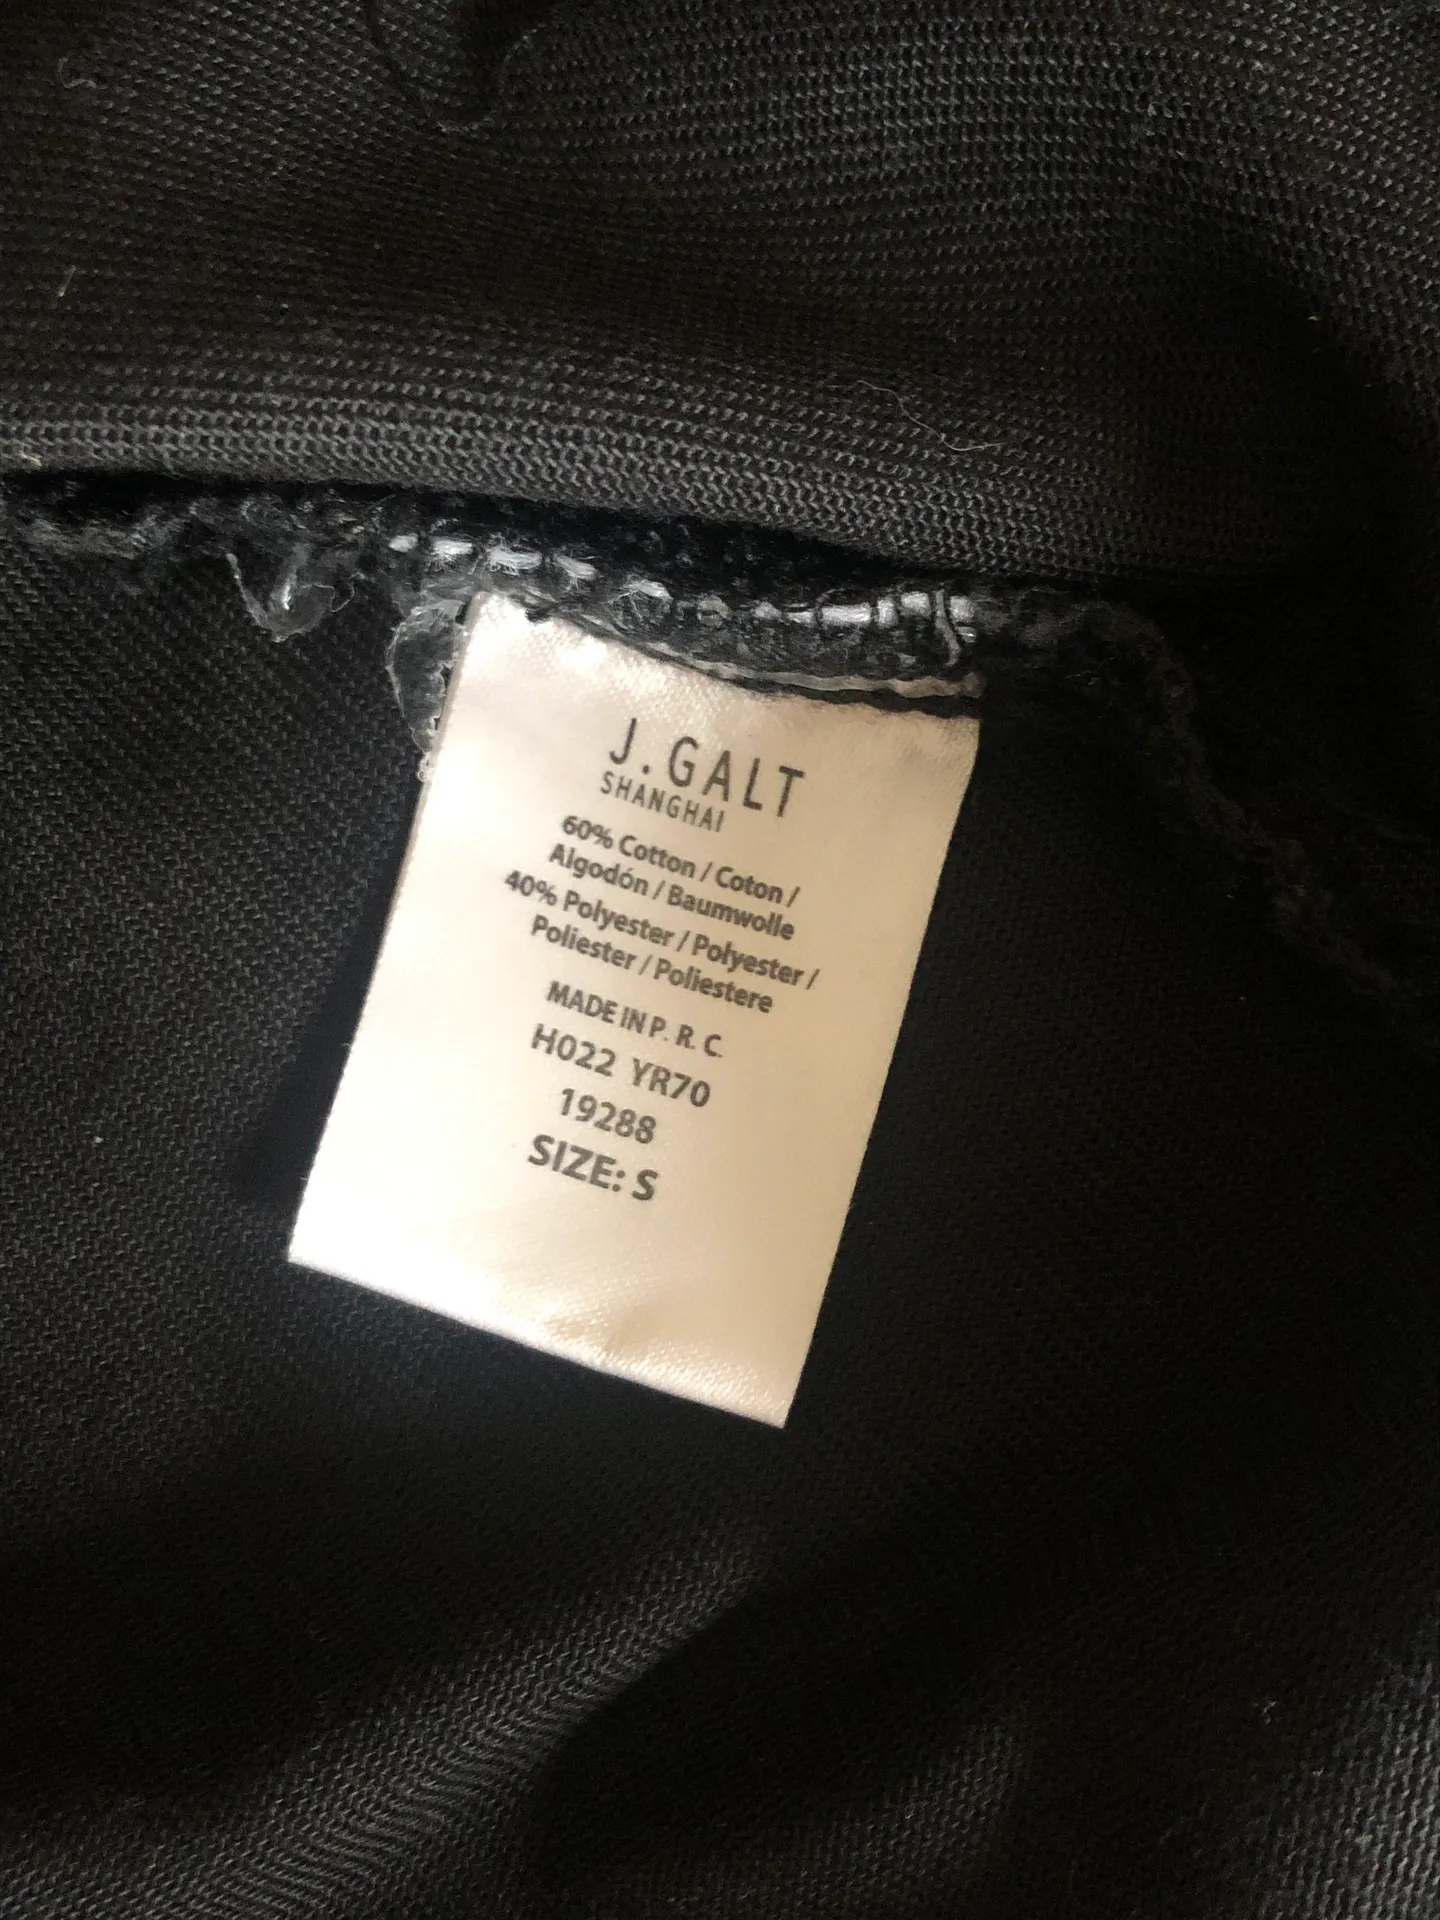 J.GALT
SHANGHAI
60% Cotton / Coton /
Algodón / Baumwolle
40% Polyester / Polyester /
Poliester / Poliestere
MADE IN P. R. C.
H022 YR70
19288
SIZE: S